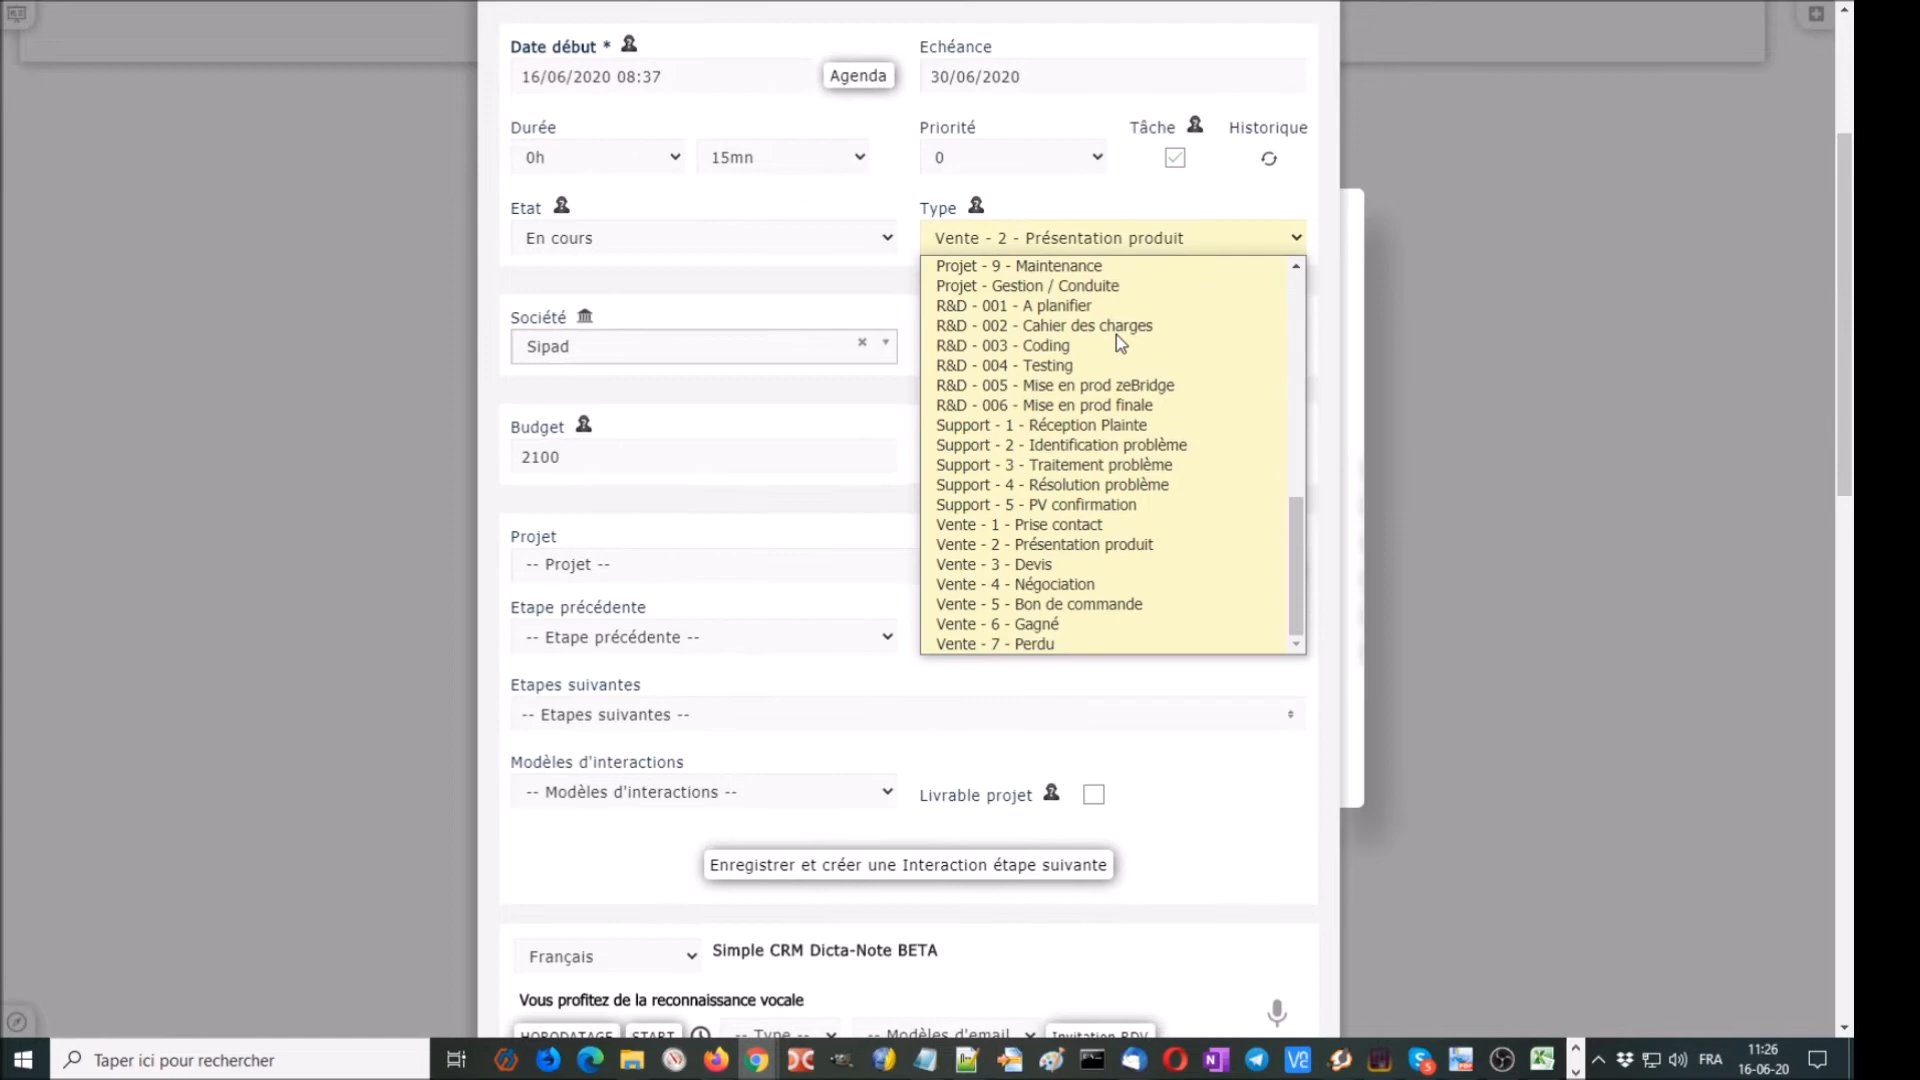 Date début *
Echéance
16/06/2020 08:37
Agenda
30/06/2020
Durée
Priorité
Tâche
Historique
0h
15mn
0
Etat
Type
En cours
Vente - 2 - Présentation produit
Projet - 9 - Maintenance
Projet - Gestion / Conduite
R&D - 001 - A planifier
R&D - 002 - Cahier des charges
R&D - 003 - Coding
R&D - 004 - Testing
R&D - 005 - Mise en prod zeBridge
R&D - 006 - Mise en prod finale
Support - 1 - Réception Plainte
Support - 2 - Identification problème
Support - 3 - Traitement problème
Support - 4 - Résolution problème
Support - 5 - PV confirmation
Vente - 1 - Prise contact
Vente - 2 - Présentation produit
Vente - 3 - Devis
Vente - 4 - Négociation
Vente - 5 - Bon de commande
Vente - 6 - Gagné
Vente - 7 - Perdu
Société
Sipad
Budget
2100
Projet
-- Projet --
Etape précédente
-- Etape précédente --
Etapes suivantes
-- Etapes suivantes --
Modèles d'interactions
-- Modèles d'interactions --
Livrable projet
Enregistrer et créer une Interaction étape suivante
Français
Simple CRM Dicta-Note BETA
Vous profitez de la reconnaissance vocale
HORODATAGE
START
-- Type --
-- Modèles d'email
Invitation RDV
Taper ici pour rechercher
FRA
11:26
16-06-20